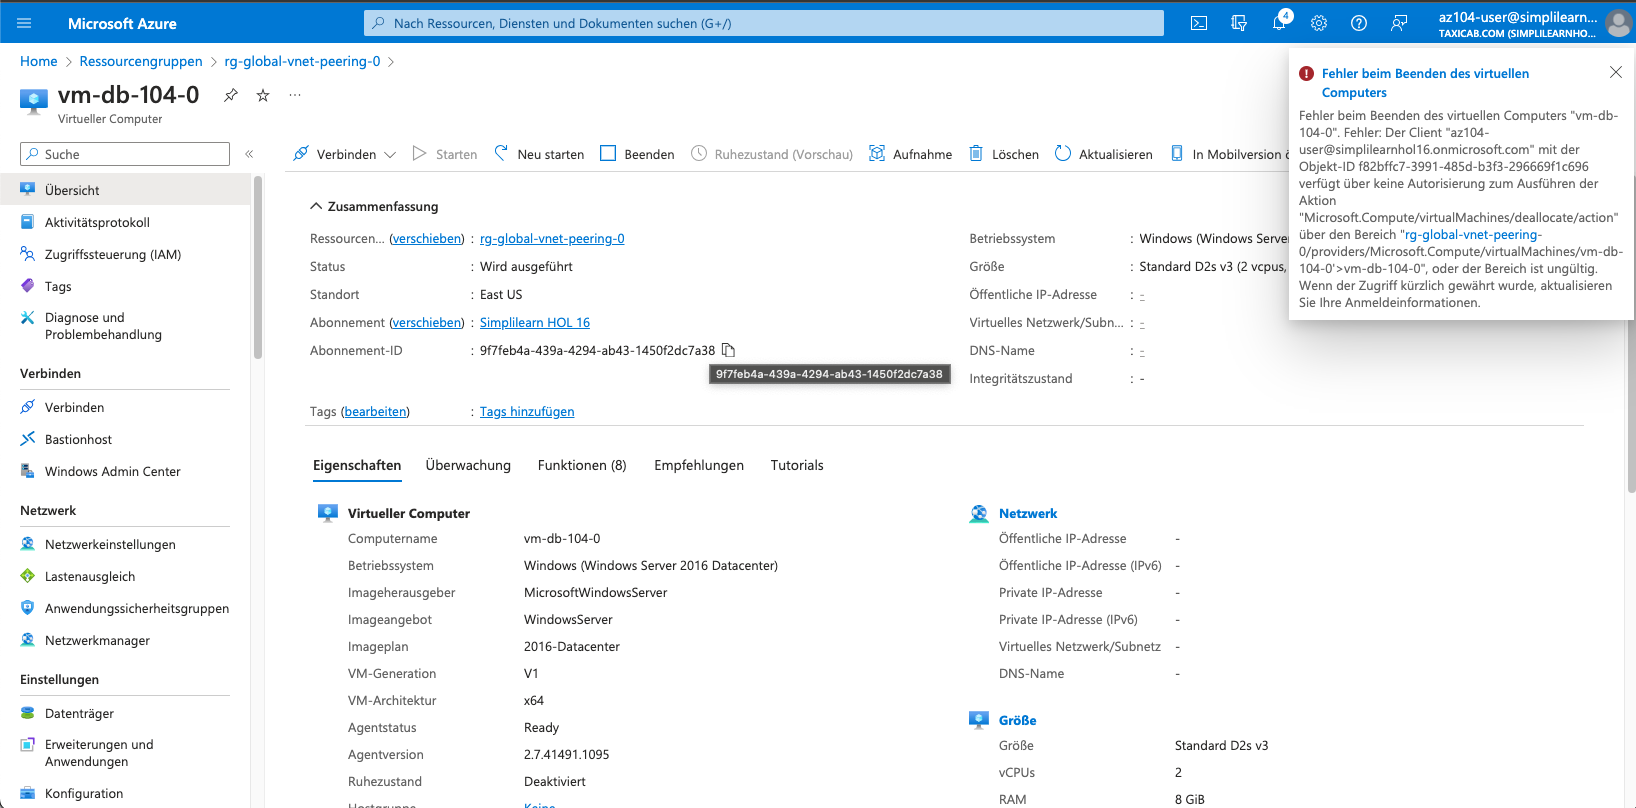 Microsoft Azure
Nach Ressourcen, Diensten und Dokumenten suchen (G+/)
4
az104-user@simplilearn...
TAXICAB.COM (SIMPLILEARNHO...
Home > Ressourcengruppen > rg-global-vnet-peering-0 >
vm-db-104-0
Virtueller Computer
Suche
Übersicht
Aktivitätsprotokoll
Zugriffssteuerung (IAM)
Tags
Diagnose und
Problembehandlung
Verbinden
Verbinden
Bastionhost
Windows Admin Center
Netzwerk
Netzwerkeinstellungen
Lastenausgleich
Anwendungssicherheitsgruppen
Netzwerkmanager
Einstellungen
Datenträger
Erweiterungen und
Anwendungen
Konfiguration
Verbinden Starten Neu starten Beenden Ruhezustand (Vorschau) Aufnahme Löschen Aktualisieren In Mobilversion
Zusammenfassung
Ressourcen... (verschieben) : rg-global-vnet-peering-0
Status : Wird ausgeführt
Standort : East US
Abonnement (verschieben) : Simplilearn HOL 16
Abonnement-ID : 9f7feb4a-439a-4294-ab43-1450f2dc7a38
9f7feb4a-439a-4294-ab43-1450f2dc7a38
Betriebssystem : Windows (Windows Server
Größe : Standard D2s v3 (2 vcpus,
Öffentliche IP-Adresse : -
Virtuelles Netzwerk/Subn... : -
DNS-Name : -
Integritätszustand : -
Tags (bearbeiten) : Tags hinzufügen
Eigenschaften Überwachung Funktionen (8) Empfehlungen Tutorials
Virtueller Computer
Computername vm-db-104-0
Betriebssystem Windows (Windows Server 2016 Datacenter)
Imageherausgeber MicrosoftWindowsServer
Imageangebot WindowsServer
Imageplan 2016-Datacenter
VM-Generation V1
VM-Architektur x64
Agentstatus Ready
Agentversion 2.7.41491.1095
Ruhezustand Deaktiviert
Hostgruppe Keine
Netzwerk
Öffentliche IP-Adresse -
Öffentliche IP-Adresse (IPv6) -
Private IP-Adresse -
Private IP-Adresse (IPv6) -
Virtuelles Netzwerk/Subnetz -
DNS-Name -
Größe
Größe Standard D2s v3
vCPUs 2
RAM 8 GiB
Fehler beim Beenden des virtuellen
Computers
Fehler beim Beenden des virtuellen Computers "vm-db-
104-0". Fehler: Der Client "az104-
user@simplilearnhol16.onmicrosoft.com" mit der
Objekt-ID f82bffc7-3991-485d-b3f3-296669f1c696
verfügt über keine Autorisierung zum Ausführen der
Aktion
"Microsoft.Compute/virtualMachines/deallocate/action"
über den Bereich "rg-global-vnet-peering-
0/providers/Microsoft.Compute/virtualMachines/vm-db-
104-0'>vm-db-104-0", oder der Bereich ist ungültig.
Wenn der Zugriff kürzlich gewährt wurde, aktualisieren
Sie Ihre Anmeldeinformationen.